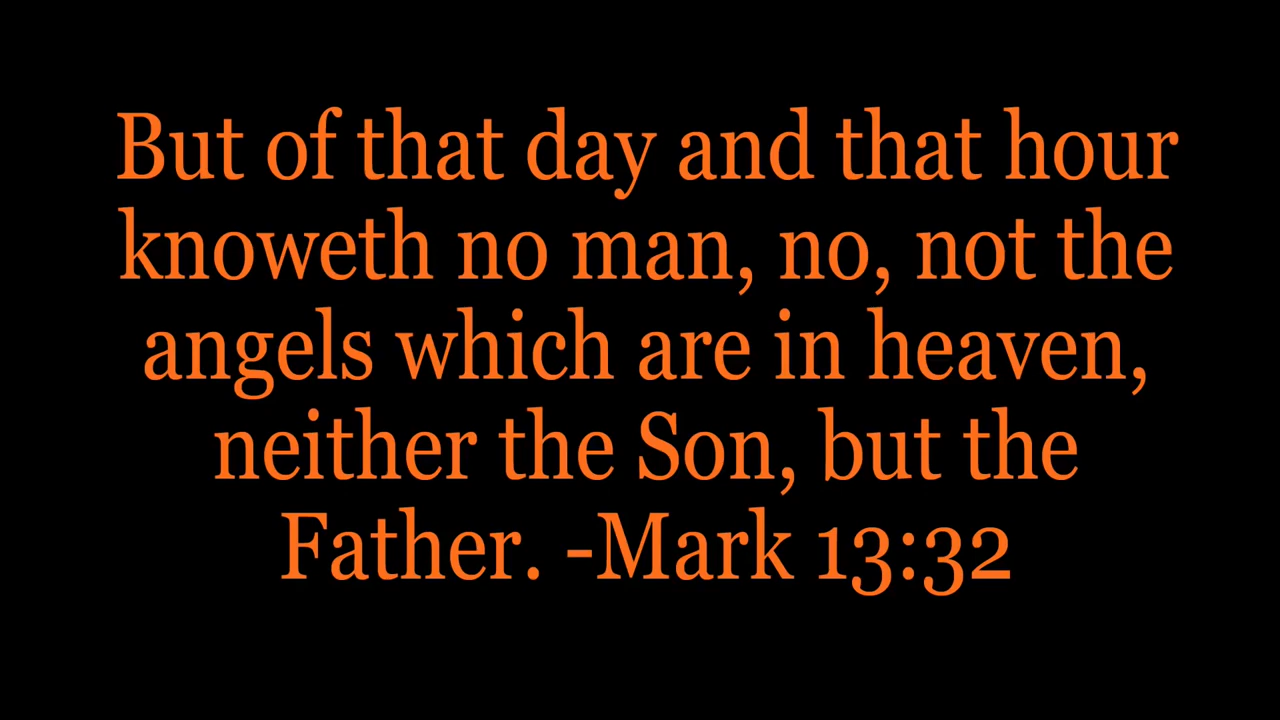 But of that day and that hour
knoweth no man, no, not the
angels which are in heaven,
neither the Son, but the
Father. -Mark 13:32